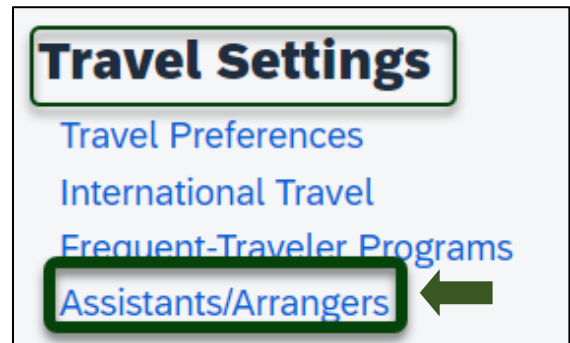 Travel Settings
Travel Preferences
International Travel
Frequent-Traveler Programs
Assistants/Arrangers